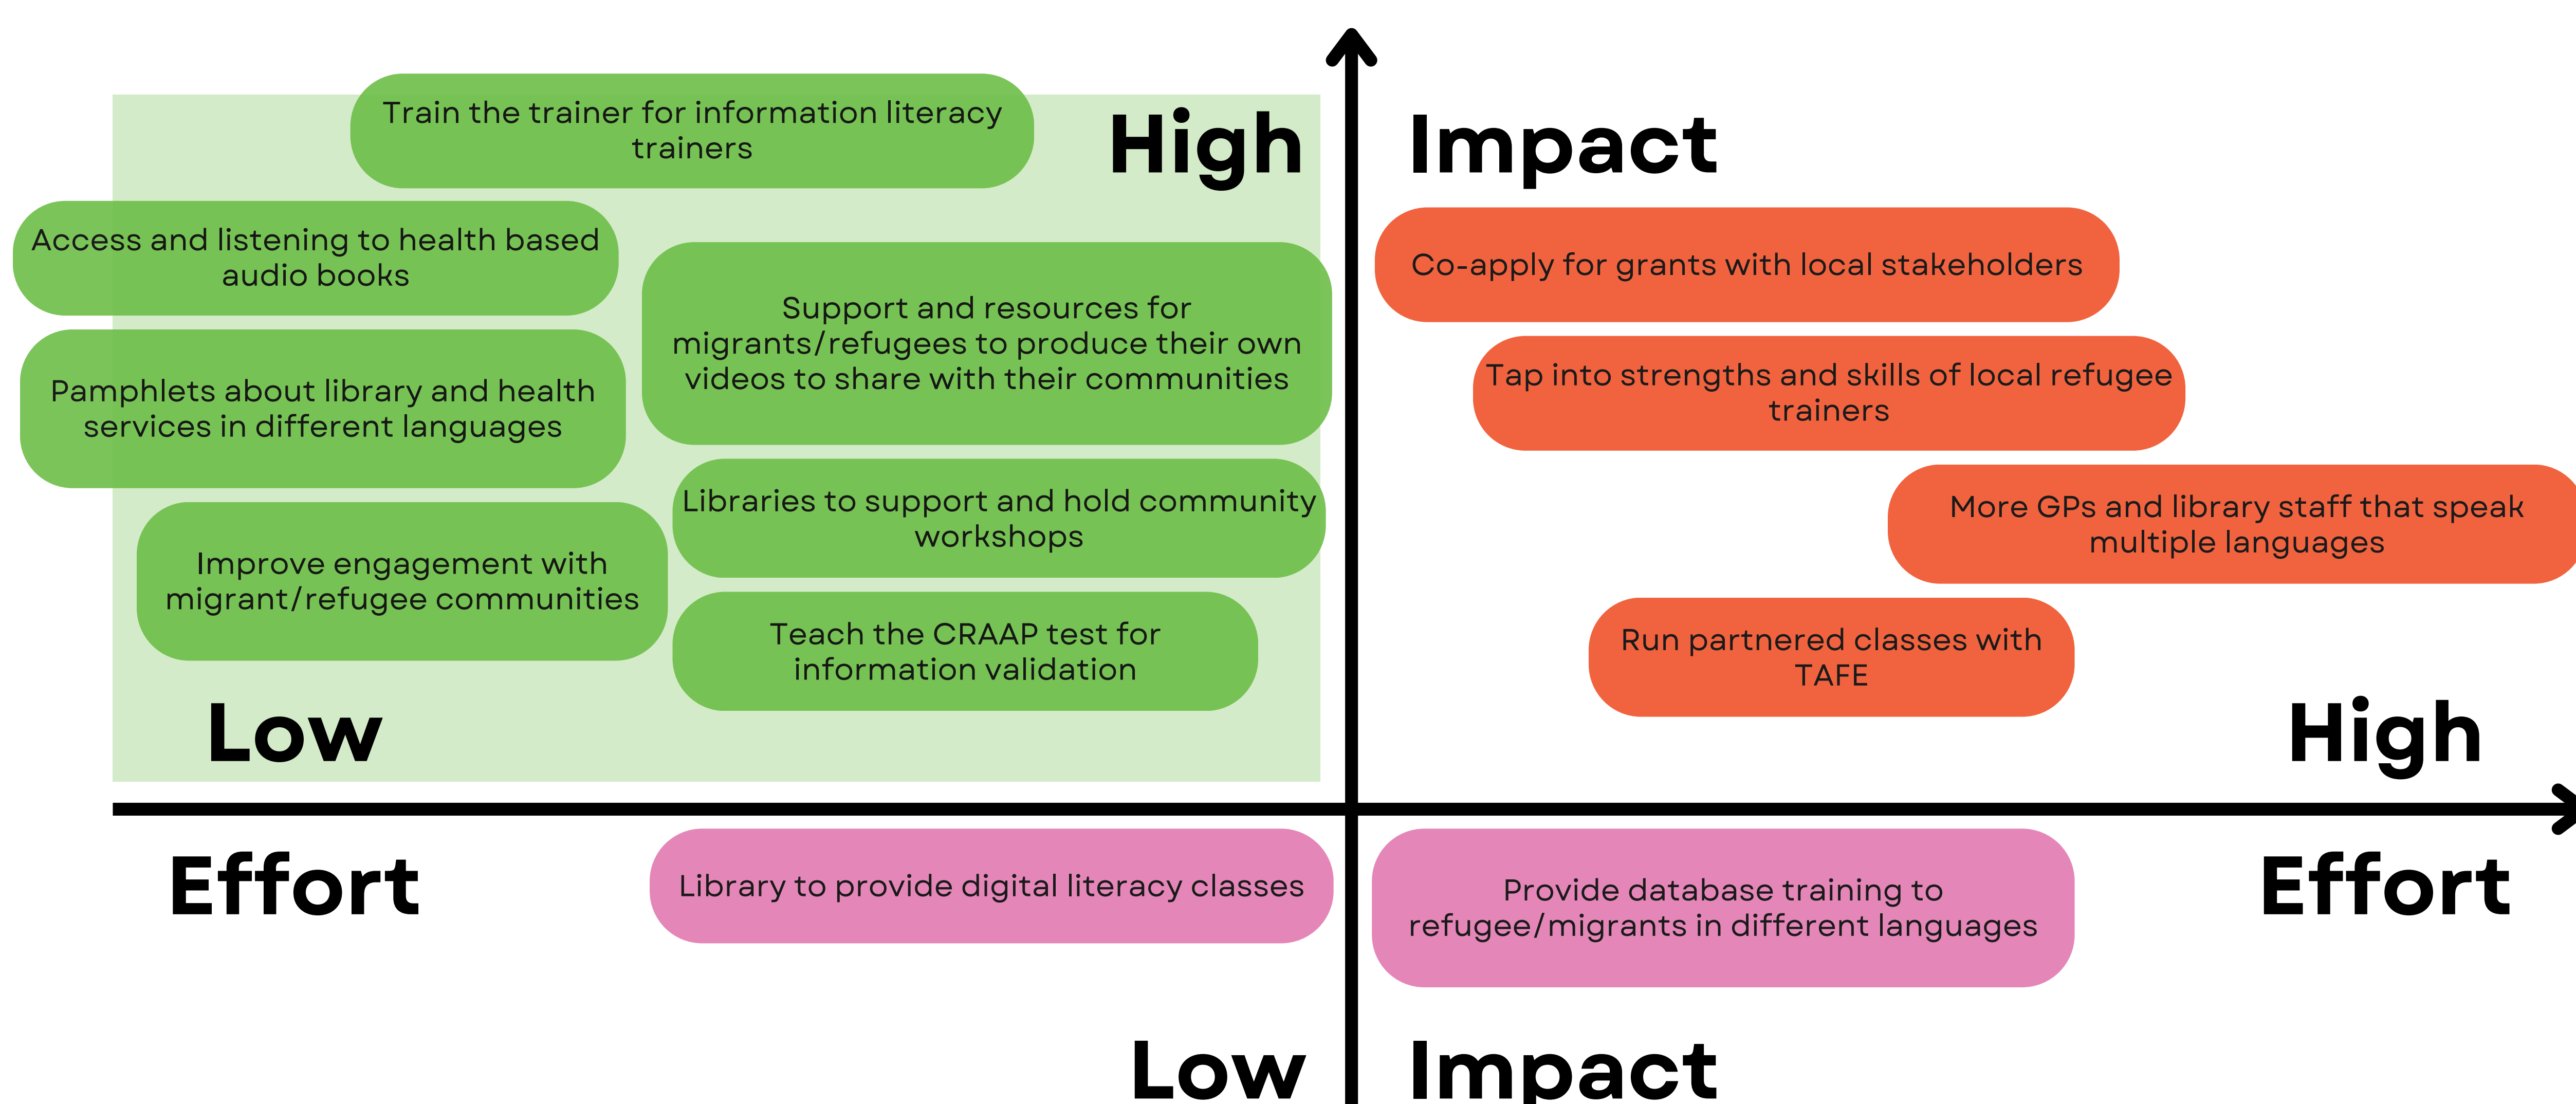 Train the trainer for information literacy
trainers
High
Impact
Access and listening to health based
audio books
Support and resources for
migrants/refugees to produce their own
videos to share with their communities
Pamphlets about library and health
services in different languages
Libraries to support and hold community
workshops
Improve engagement with
migrant/refugee communities
Teach the CRAAP test for
information validation
Low
Co-apply for grants with local stakeholders
Tap into strengths and skills of local refugee
trainers
More GPs and library staff that speak
multiple languages
Run partnered classes with
TAFE
High
Effort
Library to provide digital literacy classes
Provide database training to
refugee/migrants in different languages
Effort
Low
Impact